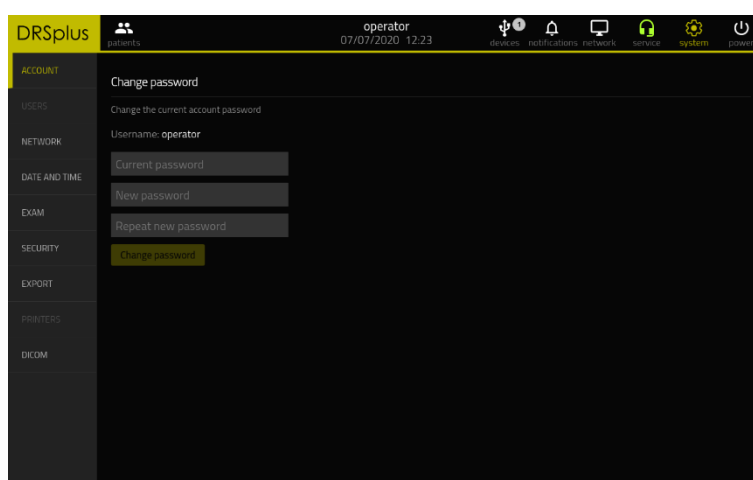 DRSplus
patients
operator
07/07/2020 12:23
1
devices notifications network service system power
ACCOUNT
USERS
NETWORK
DATE AND TIME
EXAM
SECURITY
EXPORT
PRINTERS
DICOM
Change password
Change the current account password
Username: operator
Current password
New password
Repeat new password
Change password